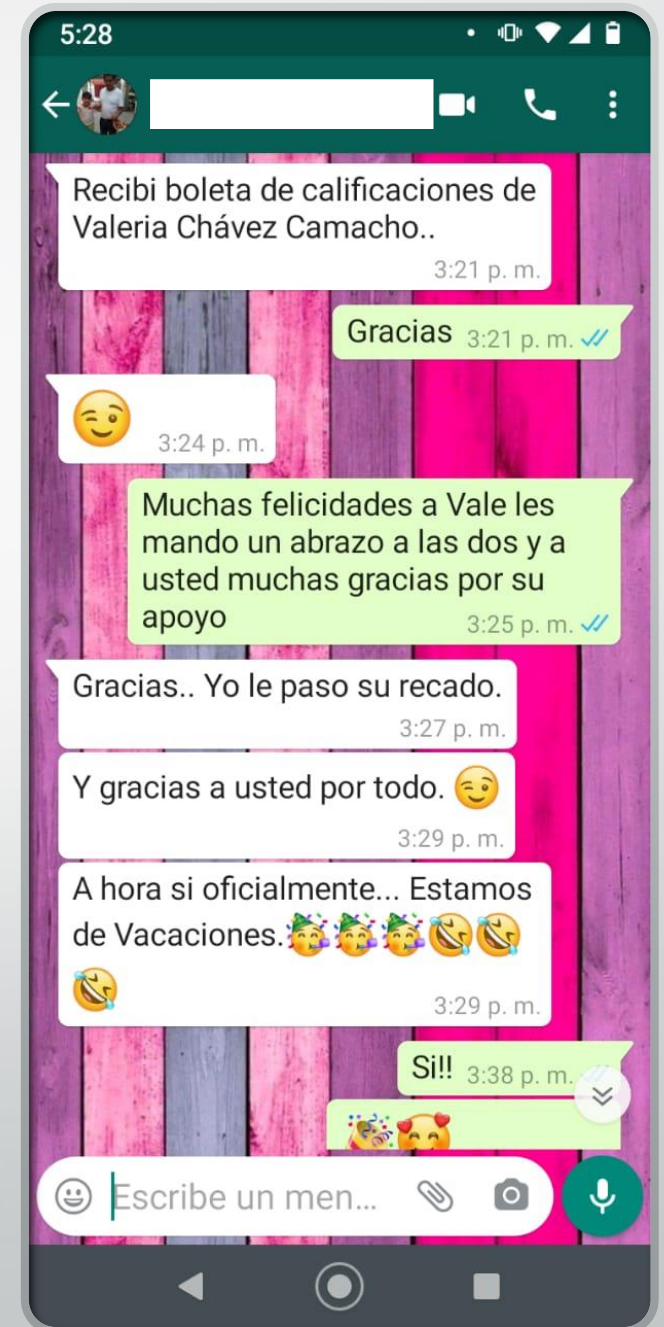 5:28
Recibi boleta de calificaciones de
Valeria Chávez Camacho..
3:21 p. m.
Gracias 3:21 p. m.
😉 3:24 p. m.
Muchas felicidades a Vale les
mando un abrazo a las dos y a
usted muchas gracias por su
apoyo 3:25 p. m.
Gracias.. Yo le paso su recado.
3:27 p. m.
Y gracias a usted por todo. 😉
3:29 p. m.
A hora si oficialmente... Estamos
de Vacaciones.🥳🥳🥳🤣🤣
🤣 3:29 p. m.
Si!! 3:38 p. m.
🎉🥰
Escribe un men...